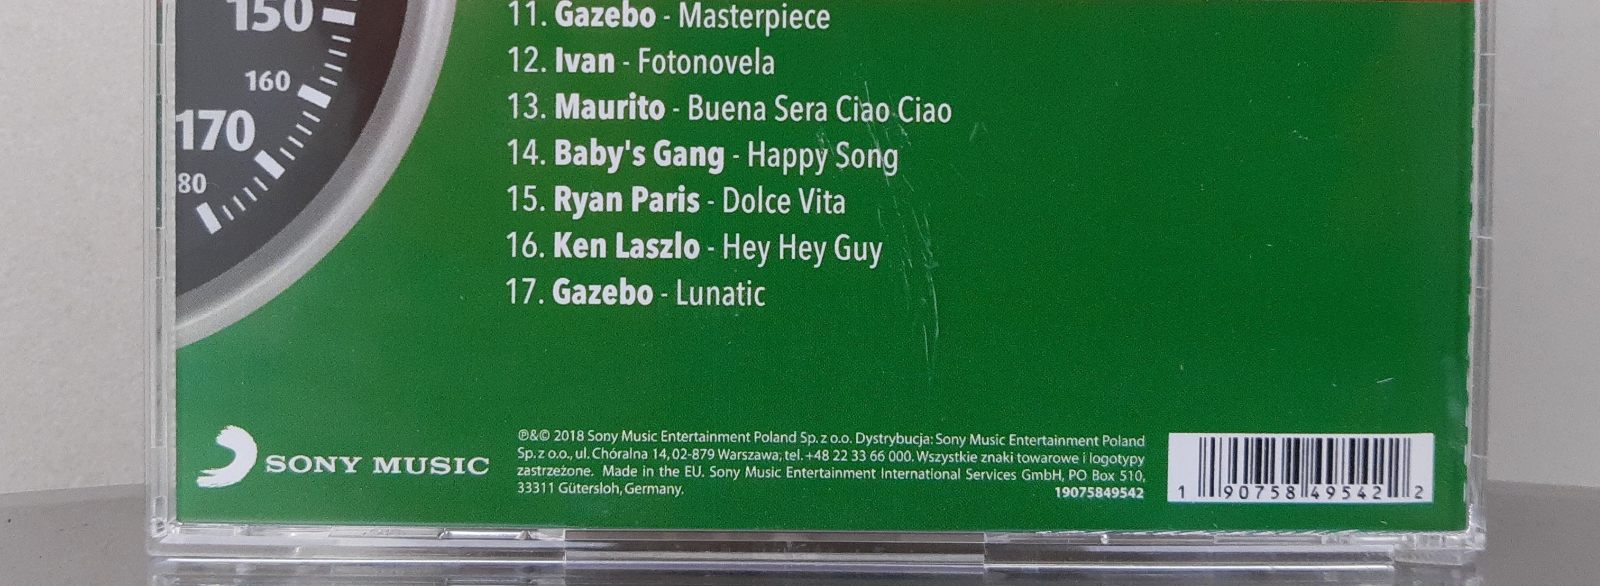 150
160
170
80
11. Gazebo - Masterpiece
12. Ivan - Fotonovela
13. Maurito - Buena Sera Ciao Ciao
14. Baby's Gang - Happy Song
15. Ryan Paris - Dolce Vita
16. Ken Laszlo - Hey Hey Guy
17. Gazebo - Lunatic
SONY MUSIC
℗&© 2018 Sony Music Entertainment Poland Sp. z o.o. Dystrybucja: Sony Music Entertainment Poland
Sp. z o.o., ul. Chóralna 14, 02-879 Warszawa, tel. +48 22 33 66 000. Wszystkie znaki towarowe i logotypy
zastrzeżone. Made in the EU. Sony Music Entertainment International Services GmbH, PO Box 510,
33311 Gütersloh, Germany.
19075849542
1 90758 49542 2